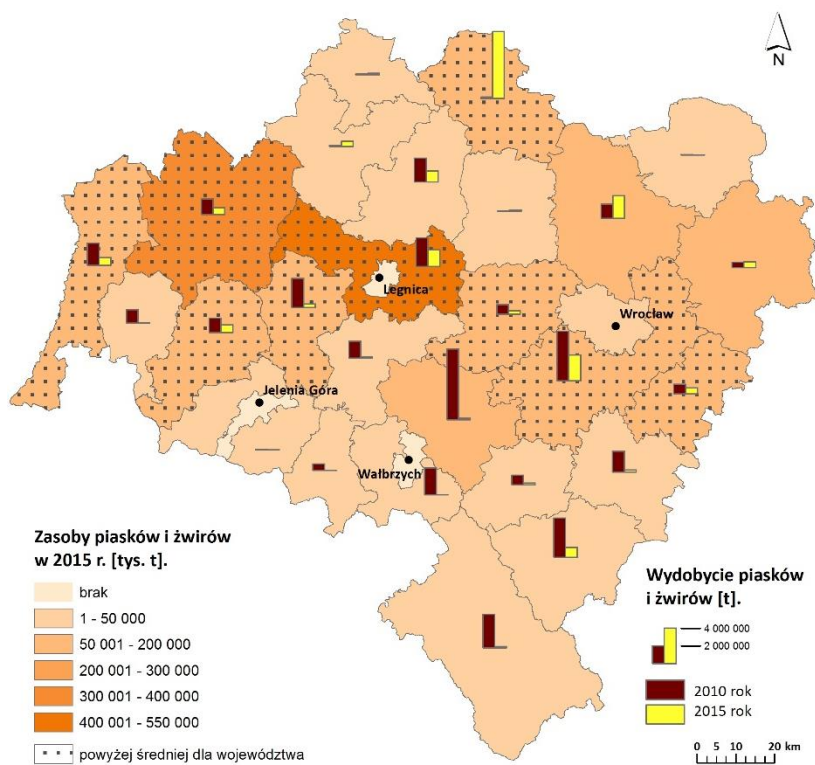 N
Legnica
Wrocław
Jelenia Góra
Wałbrzych
Zasoby piasków i żwirów
w 2015 r. [tys. t].
brak
1 - 50 000
50 001 - 200 000
200 001 - 300 000
300 001 - 400 000
400 001 - 550 000
powyżej średniej dla województwa
Wydobycie piasków
i żwirów [t].
4 000 000
2 000 000
2010 rok
2015 rok
0 5 10 20 km